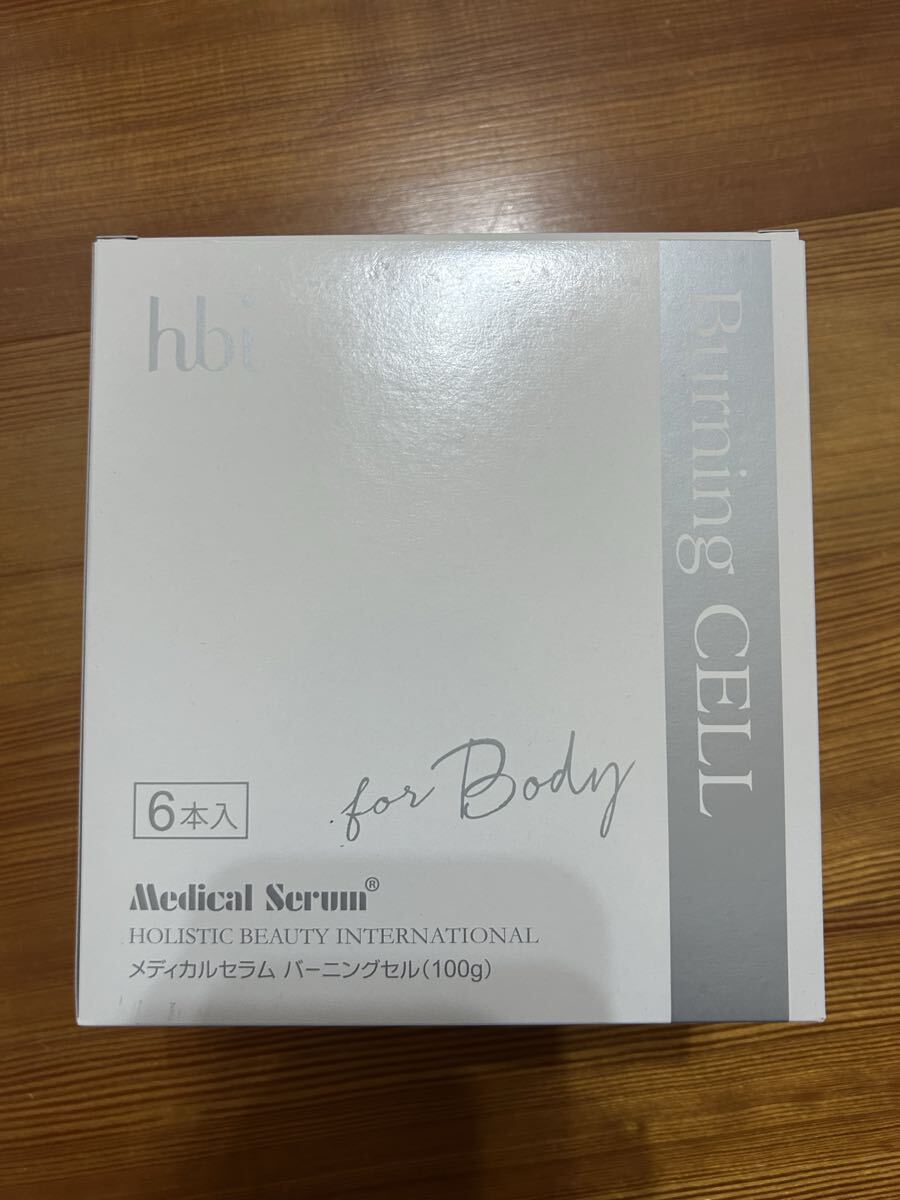 hbi
Burning CELL
for Body
6本入
Medical Serum®
HOLISTIC BEAUTY INTERNATIONAL
メディカルセラム バーニングセル(100g)